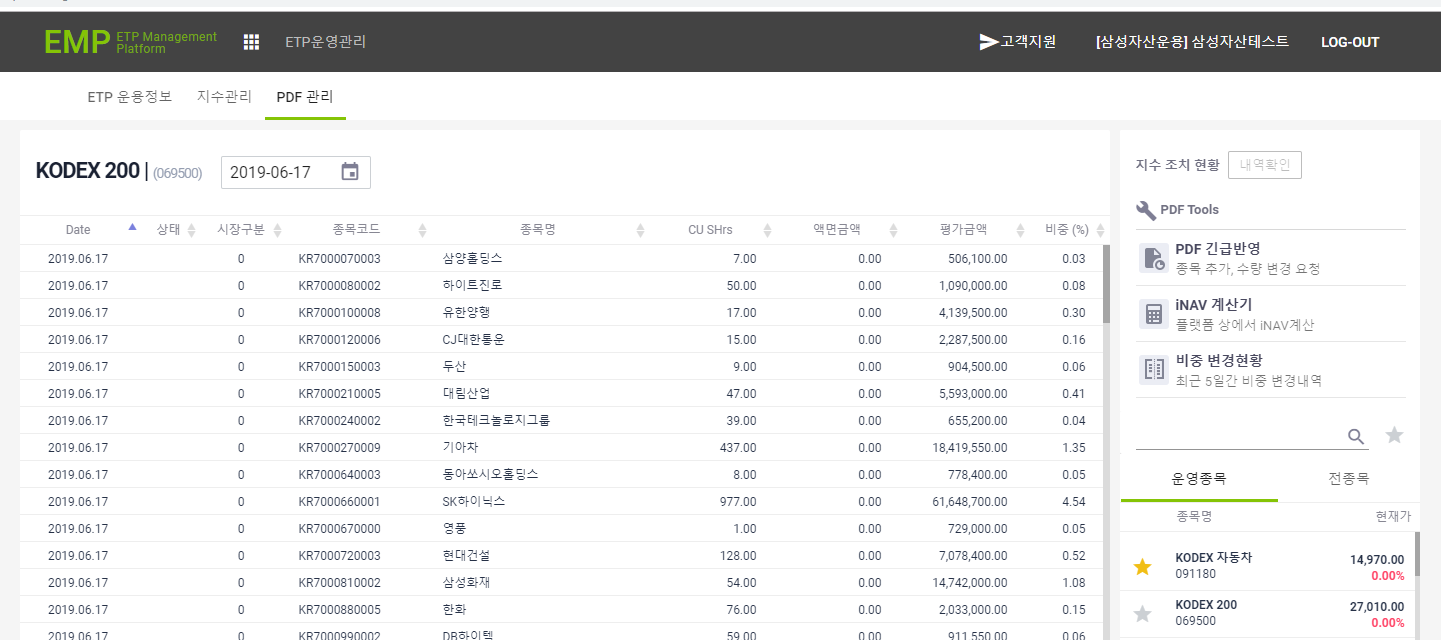 EMP ETP Management Platform ETP운영관리 고객지원 [삼성자산운용] 삼성자산테스트 LOG-OUT
ETP 운용정보 지수관리 PDF 관리
KODEX 200 | (069500) 2019-06-17
Date 상태 시장구분 종목코드 종목명 CU SHrs 액면금액 평가금액 비중 (%)
2019.06.17 0 KR7000070003 삼양홀딩스 7.00 0.00 506,100.00 0.03
2019.06.17 0 KR7000080002 하이트진로 50.00 0.00 1,090,000.00 0.08
2019.06.17 0 KR7000100008 유한양행 17.00 0.00 4,139,500.00 0.30
2019.06.17 0 KR7000120006 CJ대한통운 15.00 0.00 2,287,500.00 0.16
2019.06.17 0 KR7000150003 두산 9.00 0.00 904,500.00 0.06
2019.06.17 0 KR7000210005 대림산업 47.00 0.00 5,593,000.00 0.41
2019.06.17 0 KR7000240002 한국테크놀로지그룹 39.00 0.00 655,200.00 0.04
2019.06.17 0 KR7000270009 기아차 437.00 0.00 18,419,550.00 1.35
2019.06.17 0 KR7000640003 동아쏘시오홀딩스 8.00 0.00 778,400.00 0.05
2019.06.17 0 KR7000660001 SK하이닉스 977.00 0.00 61,648,700.00 4.54
2019.06.17 0 KR7000670000 영풍 1.00 0.00 729,000.00 0.05
2019.06.17 0 KR7000720003 현대건설 128.00 0.00 7,078,400.00 0.52
2019.06.17 0 KR7000810002 삼성화재 54.00 0.00 14,742,000.00 1.08
2019.06.17 0 KR7000880005 한화 76.00 0.00 2,033,000.00 0.15
2019.06.17 0 KR7000990002 DB하이텍 59.00 0.00 911,550.00 0.06
지수 조치 현황 내역확인
PDF Tools
PDF 긴급반영
종목 추가, 수량 변경 요청
iNAV 계산기
플랫폼 상에서 iNAV계산
비중 변경현황
최근 5일간 비중 변경내역
운영종목 전종목
종목명 현재가
KODEX 자동차 14,970.00
091180 0.00%
KODEX 200 27,010.00
069500 0.00%